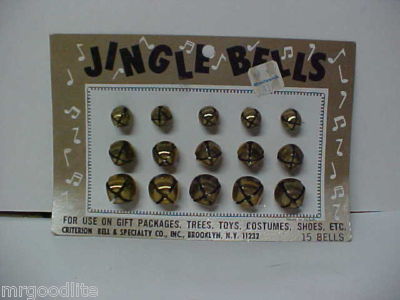 JINGLE BELLS
FOR USE ON GIFT PACKAGES, TREES, TOYS, COSTUMES, SHOES, ETC.
CRITERION BELL & SPECIALTY CO., INC., BROOKLYN, N.Y. 11232
15 BELLS
mrgoodlite
mrgoodlite